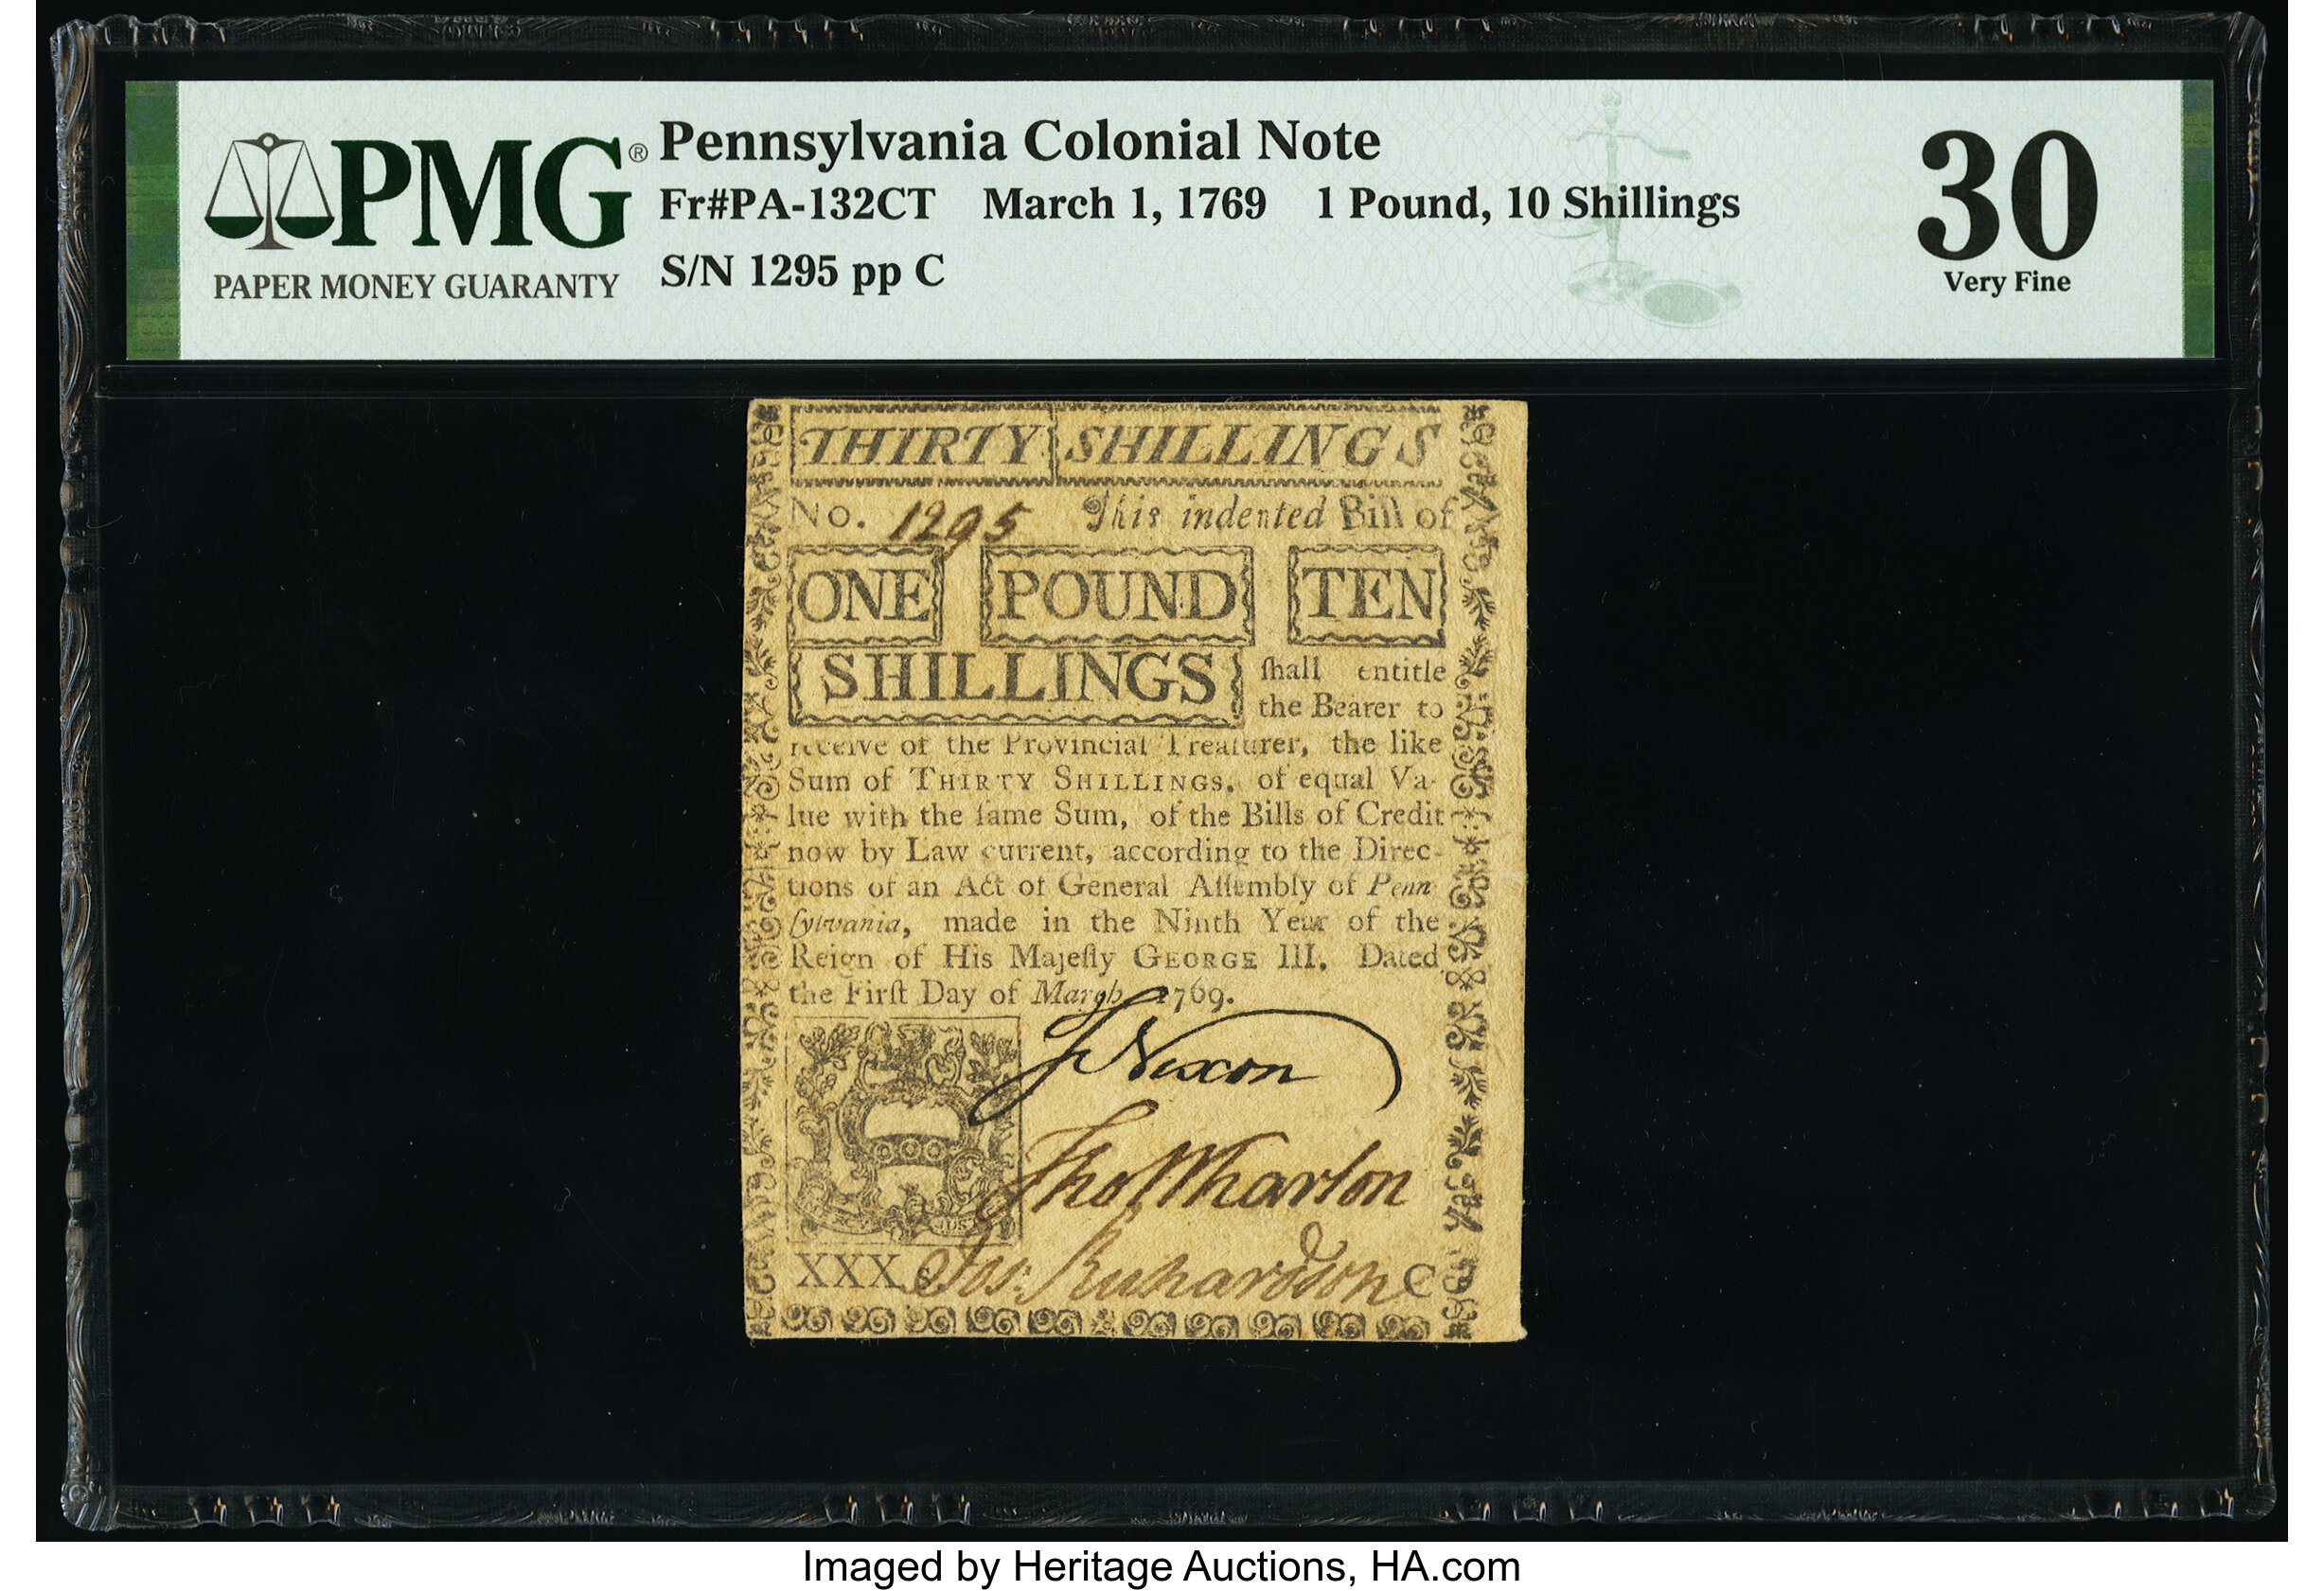 PMG® Pennsylvania Colonial Note
Fr#PA-132CT March 1, 1769 1 Pound, 10 Shillings
S/N 1295 pp C
PAPER MONEY GUARANTY
30
Very Fine
THIRTY SHILLINGS
No. 1295 This indented Bill of
ONE POUND TEN
SHILLINGS ſhall entitle
the Bearer to
receive of the Provincial Treaſurer, the like
Sum of THIRTY SHILLINGS, of equal Va-
lue with the ſame Sum, of the Bills of Credit
now by Law current, according to the Direc-
tions of an Act of General Aſſembly of Penn
ſylvania, made in the Ninth Year of the
Reign of His Majeſty GEORGE III. Dated
the Firſt Day of March 1769.
J Nixon
Tho Wharton
XXX s. Jos: Richardson C
Imaged by Heritage Auctions, HA.com